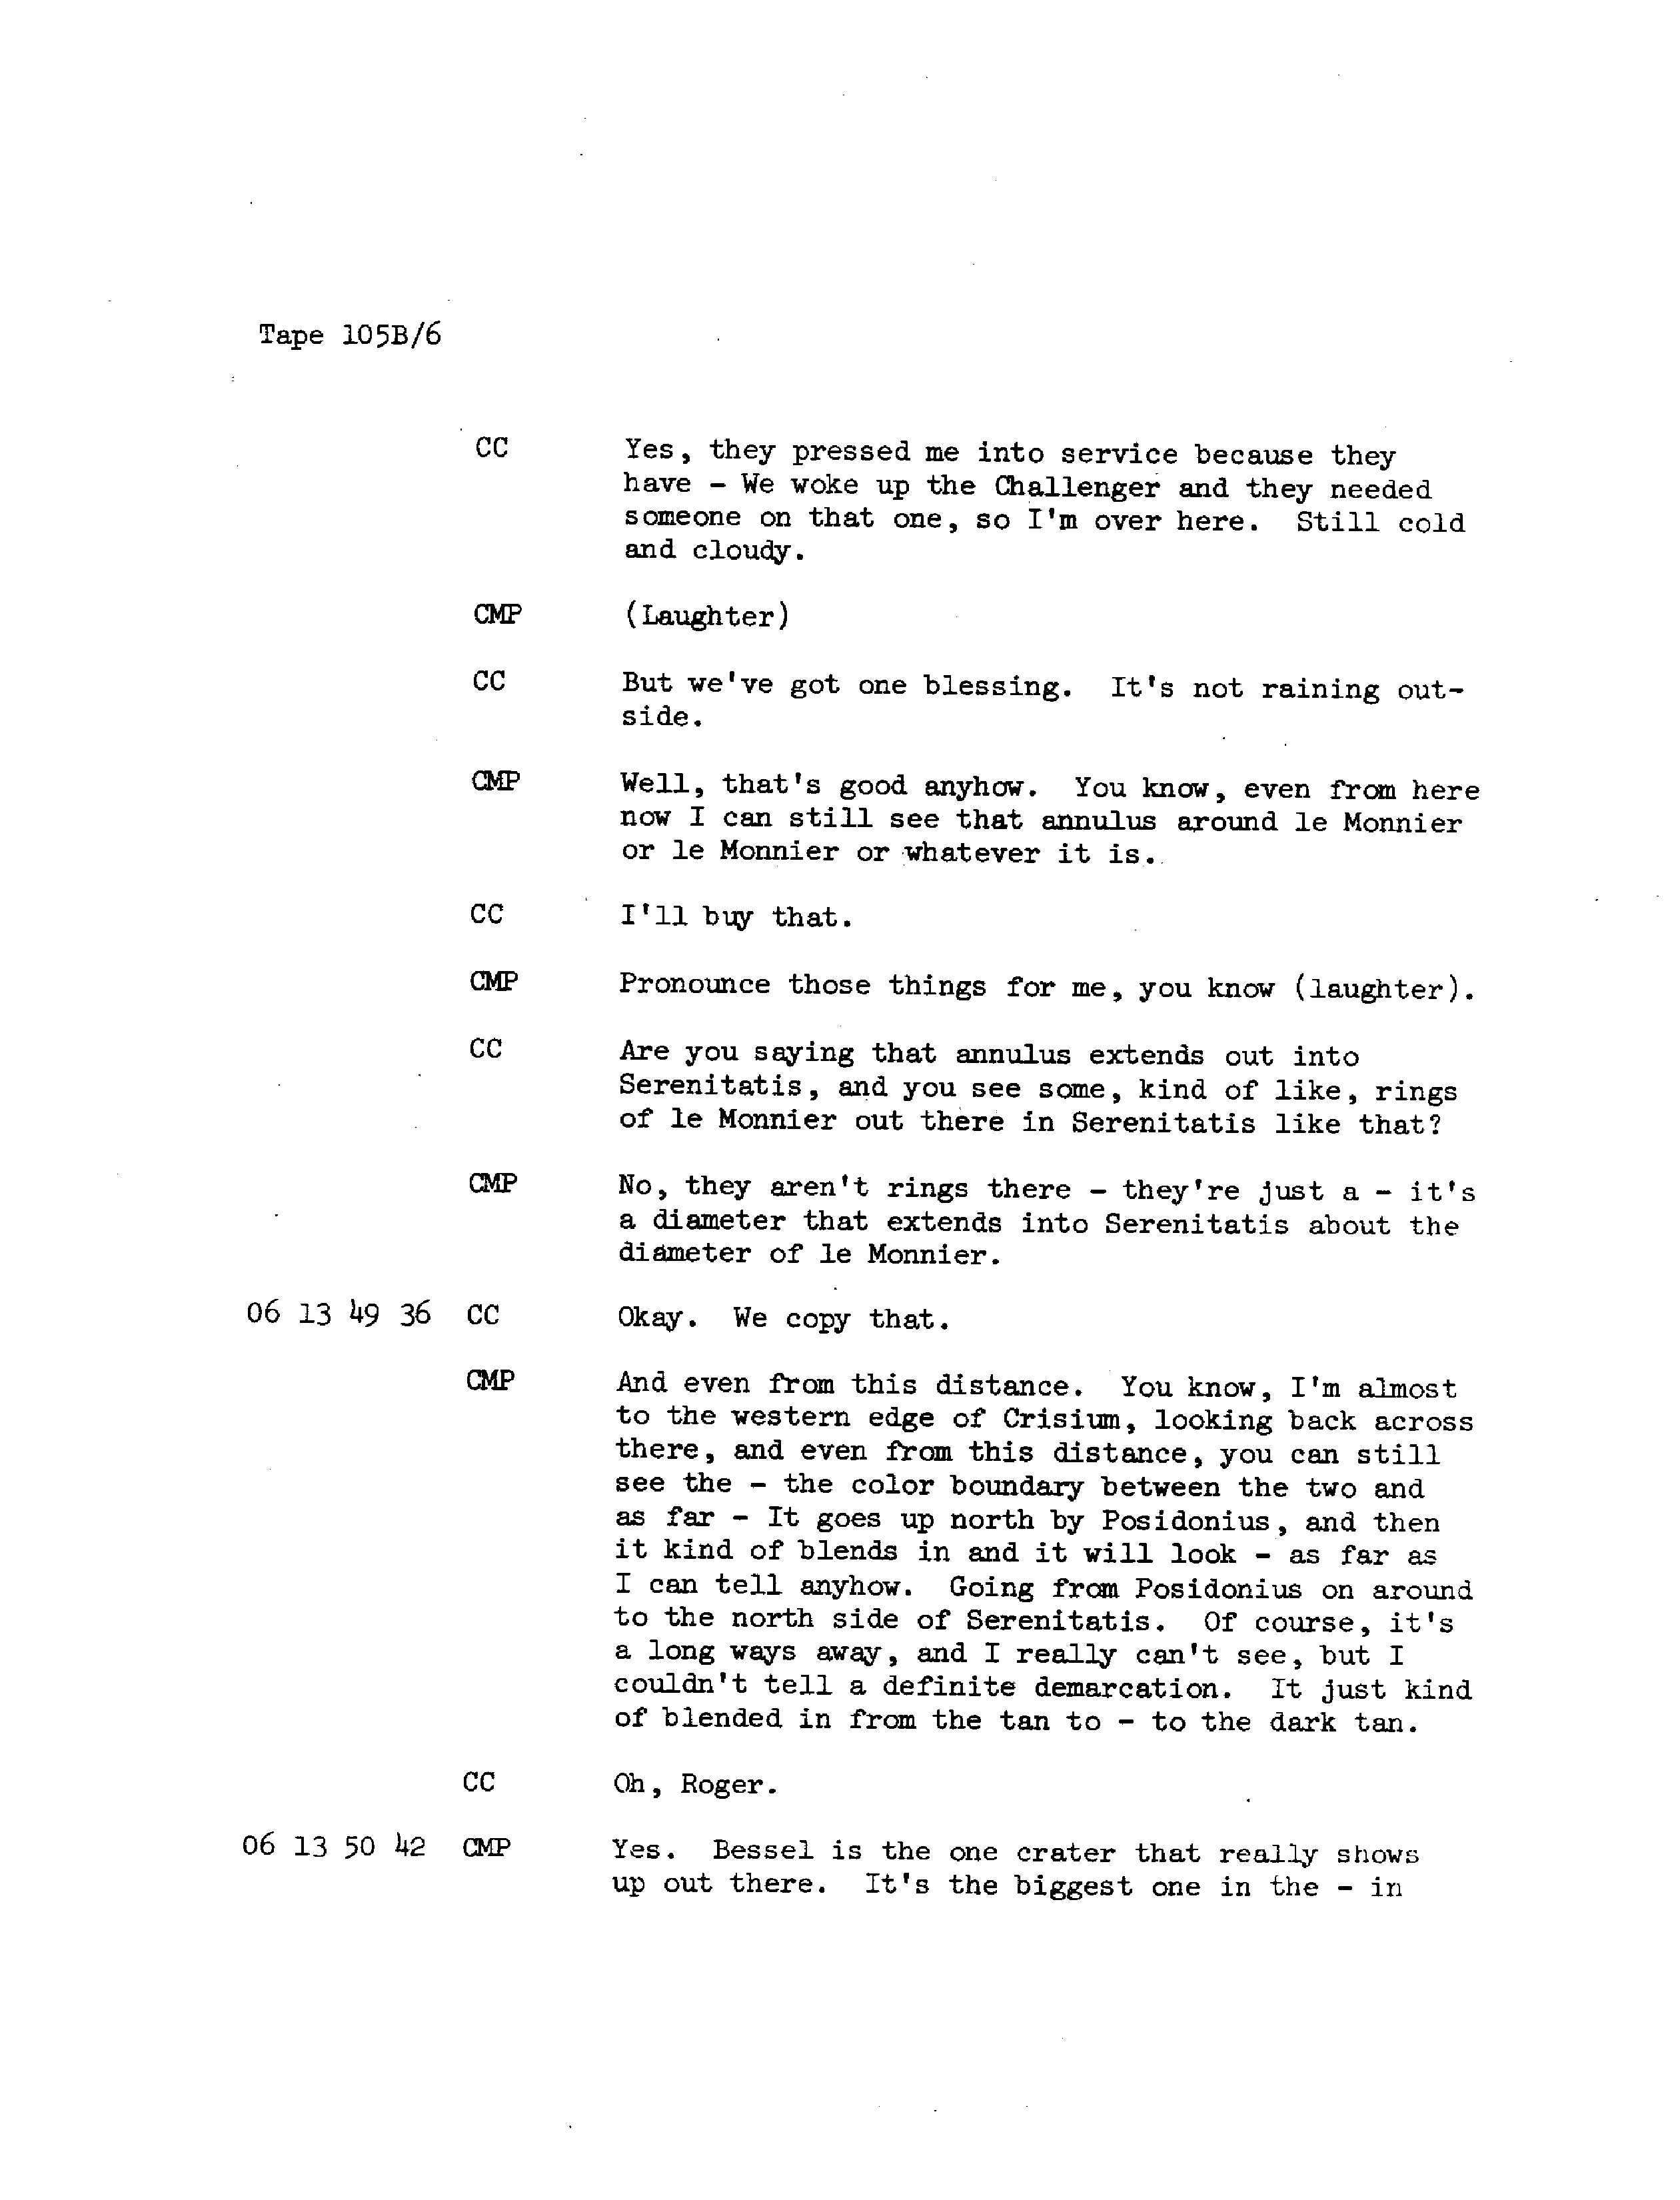 Tape 105B/6
CC Yes, they pressed me into service because they
have - We woke up the Challenger and they needed
someone on that one, so I'm over here. Still cold
and cloudy.
CMP (Laughter)
CC But we've got one blessing. It's not raining out-
side.
CMP Well, that's good anyhow. You know, even from here
now I can still see that annulus around le Monnier
or le Monnier or whatever it is.
CC I'll buy that.
CMP Pronounce those things for me, you know (laughter).
CC Are you saying that annulus extends out into
Serenitatis, and you see some, kind of like, rings
of le Monnier out there in Serenitatis like that?
CMP No, they aren't rings there - they're just a - it's
a diameter that extends into Serenitatis about the
diameter of le Monnier.
06 13 49 36 CC Okay. We copy that.
CMP And even from this distance. You know, I'm almost
to the western edge of Crisium, looking back across
there, and even from this distance, you can still
see the - the color boundary between the two and
as far - It goes up north by Posidonius, and then
it kind of blends in and it will look - as far as
I can tell anyhow. Going from Posidonius on around
to the north side of Serenitatis. Of course, it's
a long ways away, and I really can't see, but I
couldn't tell a definite demarcation. It just kind
of blended in from the tan to - to the dark tan.
CC Oh, Roger.
06 13 50 42 CMP Yes. Bessel is the one crater that really shows
up out there. It's the biggest one in the - in